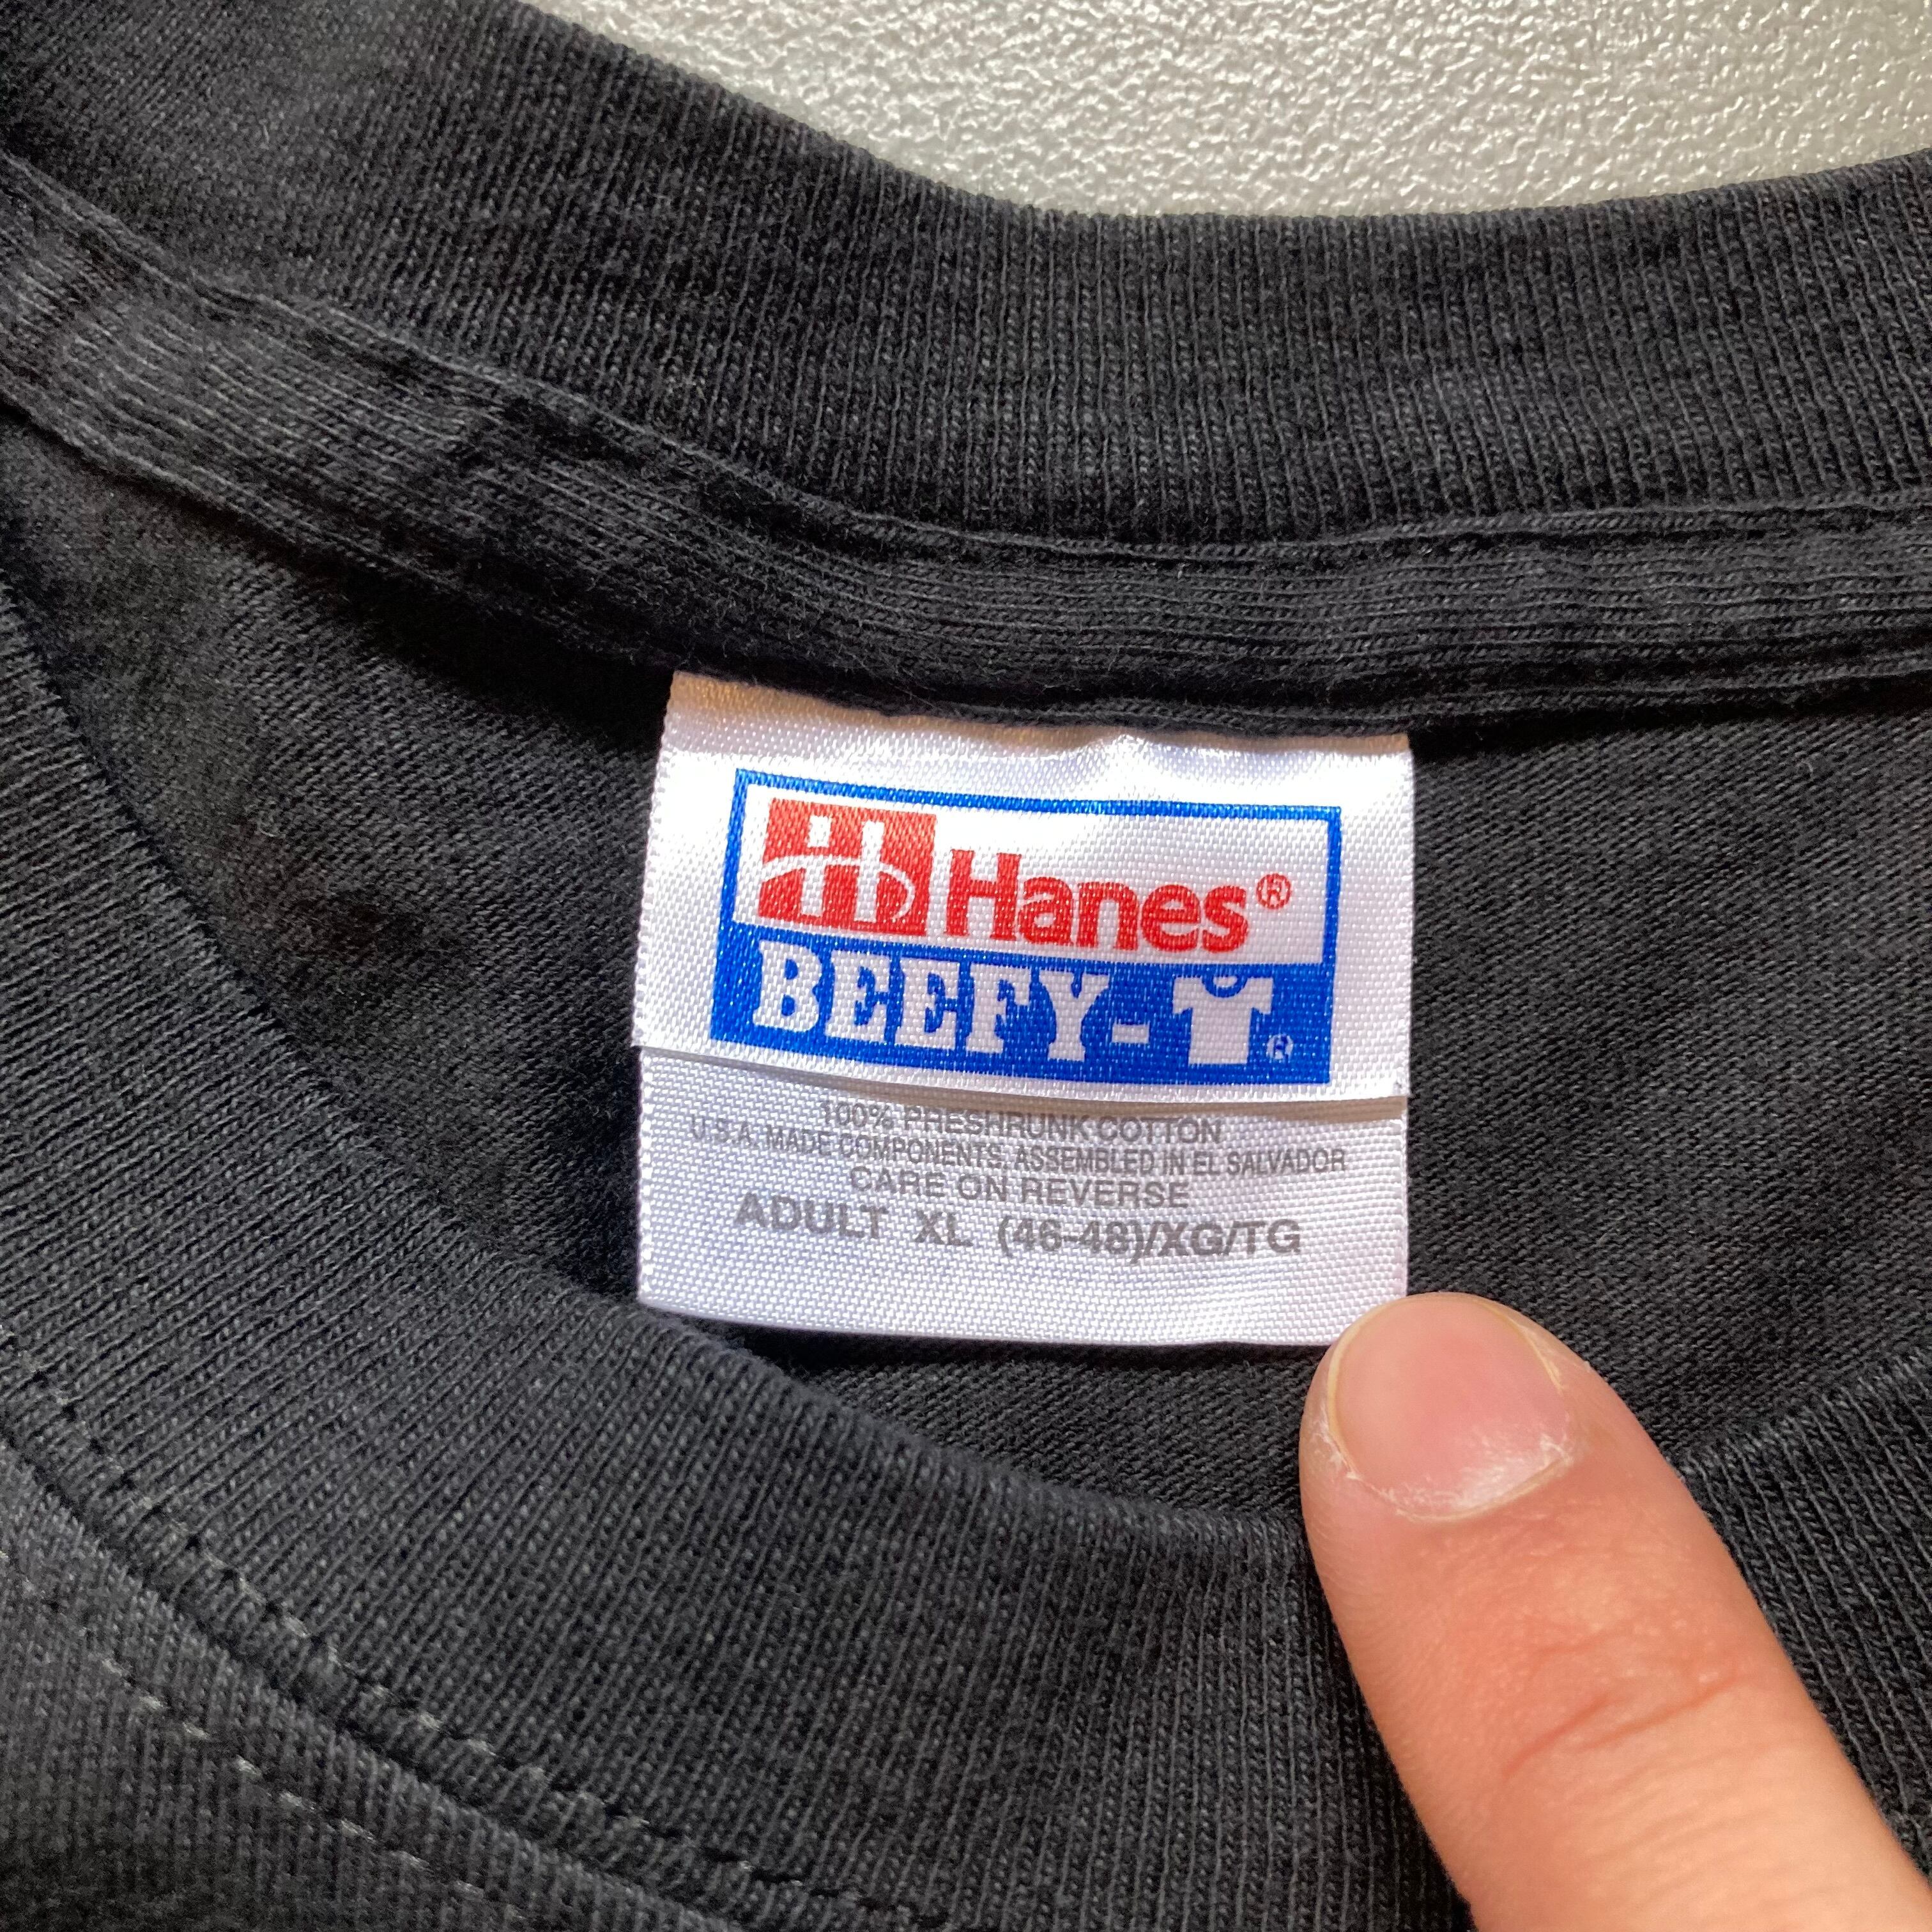 Hanes®
BEEFY-T®
100% PRESHRUNK COTTON
U.S.A. MADE COMPONENTS, ASSEMBLED IN EL SALVADOR
CARE ON REVERSE
ADULT XL (46-48)/XG/TG